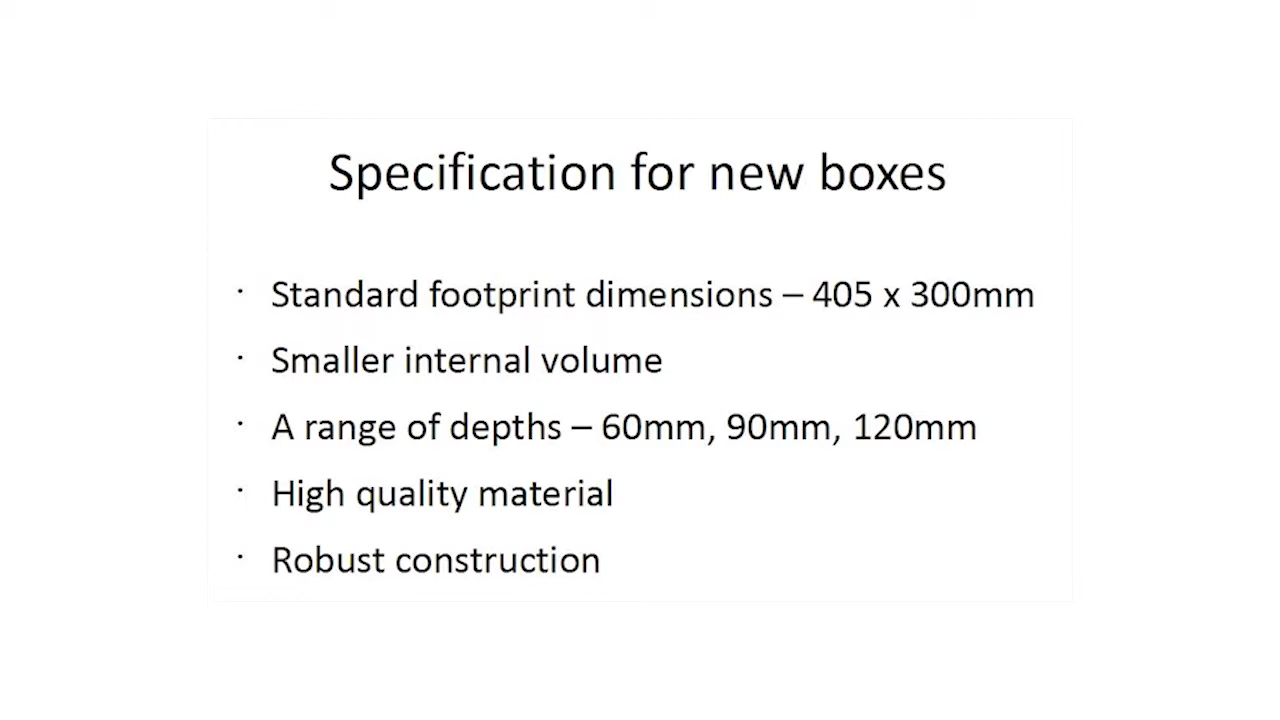 Specification for new boxes
· Standard footprint dimensions – 405 x 300mm
· Smaller internal volume
· A range of depths – 60mm, 90mm, 120mm
· High quality material
· Robust construction